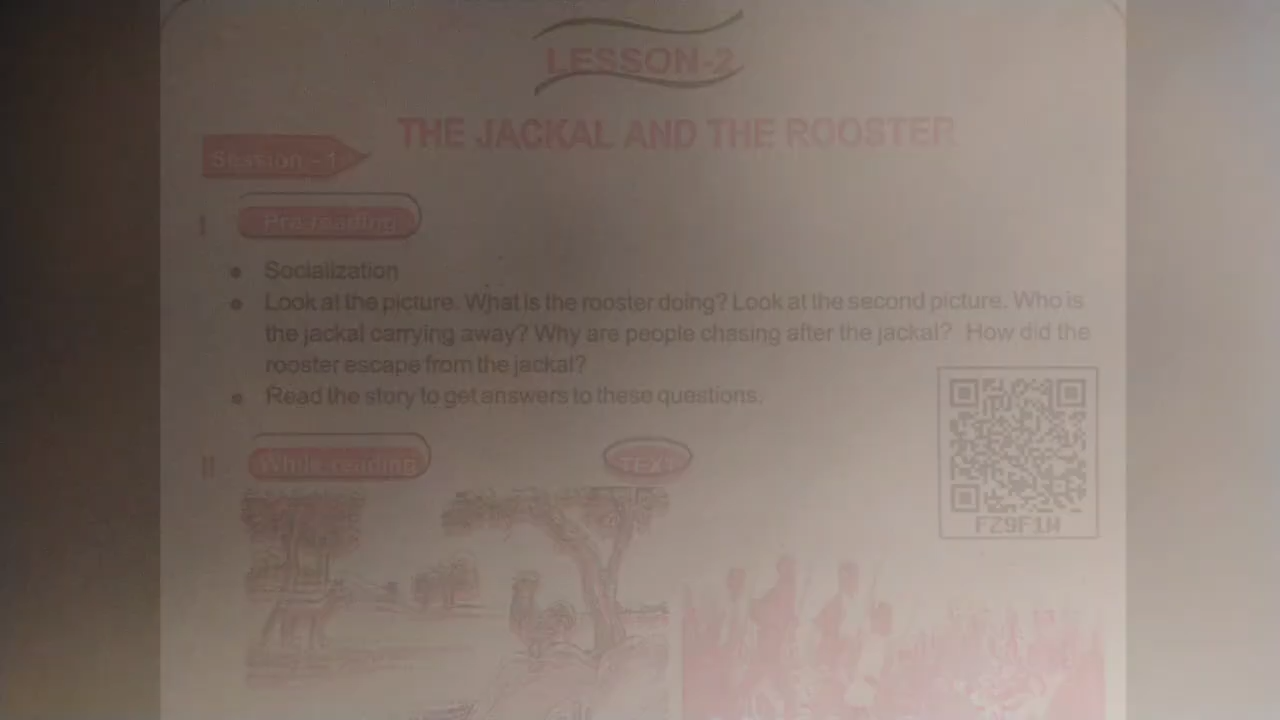 LESSON-2
THE JACKAL AND THE ROOSTER
Session - 1
I Pre-reading
• Socialization
• Look at the picture. What is the rooster doing? Look at the second picture. Who is
the jackal carrying away? Why are people chasing after the jackal? How did the
rooster escape from the jackal?
• Read the story to get answers to these questions.
II While reading
TEXT
FZ9F1W